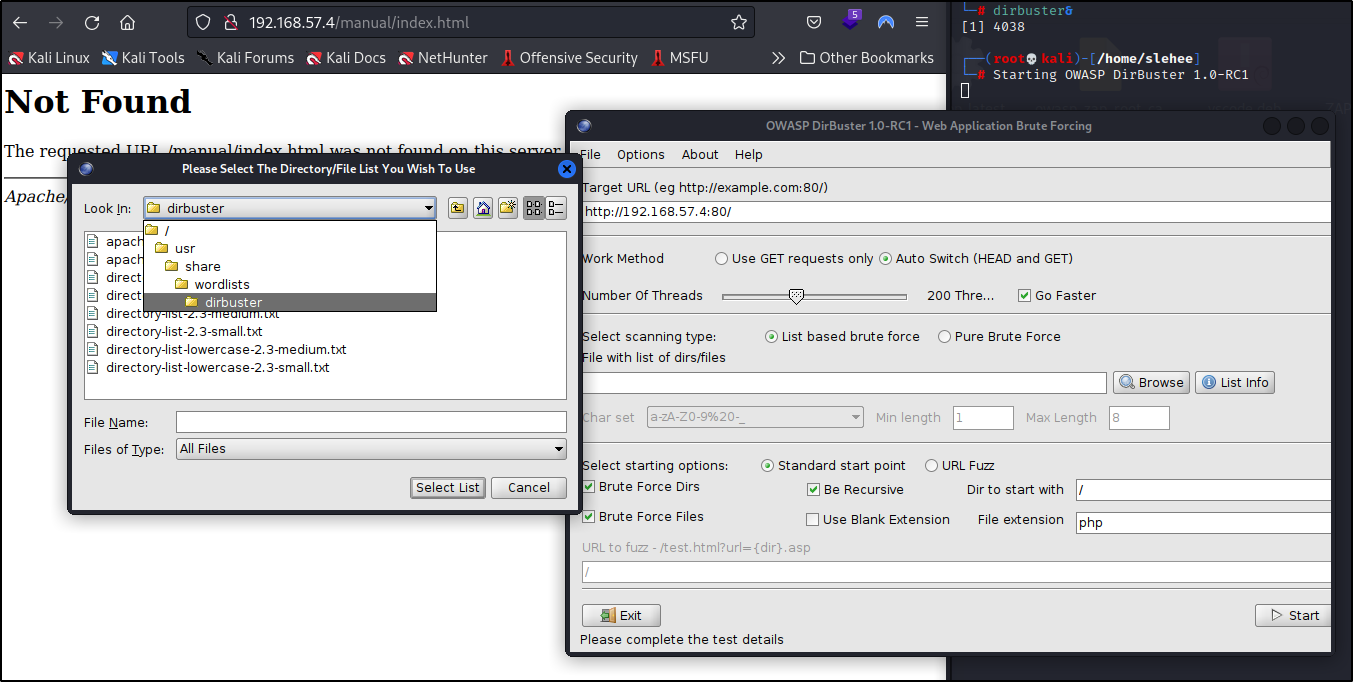 192.168.57.4/manual/index.html
5
Kali Linux Kali Tools Kali Forums Kali Docs NetHunter Offensive Security MSFU Other Bookmarks
Not Found
The requested URL /manual/index.html was not found on this server
Apache/
# dirbuster&
[1] 4038
(root💀kali)-[/home/slehee]
# Starting OWASP DirBuster 1.0-RC1
Please Select The Directory/File List You Wish To Use
Look In: dirbuster
/
usr
share
wordlists
dirbuster
apach
apach
direct
direct
directory-list-2.3-medium.txt
directory-list-2.3-small.txt
directory-list-lowercase-2.3-medium.txt
directory-list-lowercase-2.3-small.txt
File Name:
Files of Type: All Files
Select List Cancel
OWASP DirBuster 1.0-RC1 - Web Application Brute Forcing
File Options About Help
Target URL (eg http://example.com:80/)
http://192.168.57.4:80/
Work Method Use GET requests only Auto Switch (HEAD and GET)
Number Of Threads 200 Thre... Go Faster
Select scanning type: List based brute force Pure Brute Force
File with list of dirs/files
Browse List Info
Char set a-zA-Z0-9%20-_ Min length 1 Max Length 8
Select starting options: Standard start point URL Fuzz
Brute Force Dirs Be Recursive Dir to start with /
Brute Force Files Use Blank Extension File extension php
URL to fuzz - /test.html?url={dir}.asp
/
Exit Start
Please complete the test details